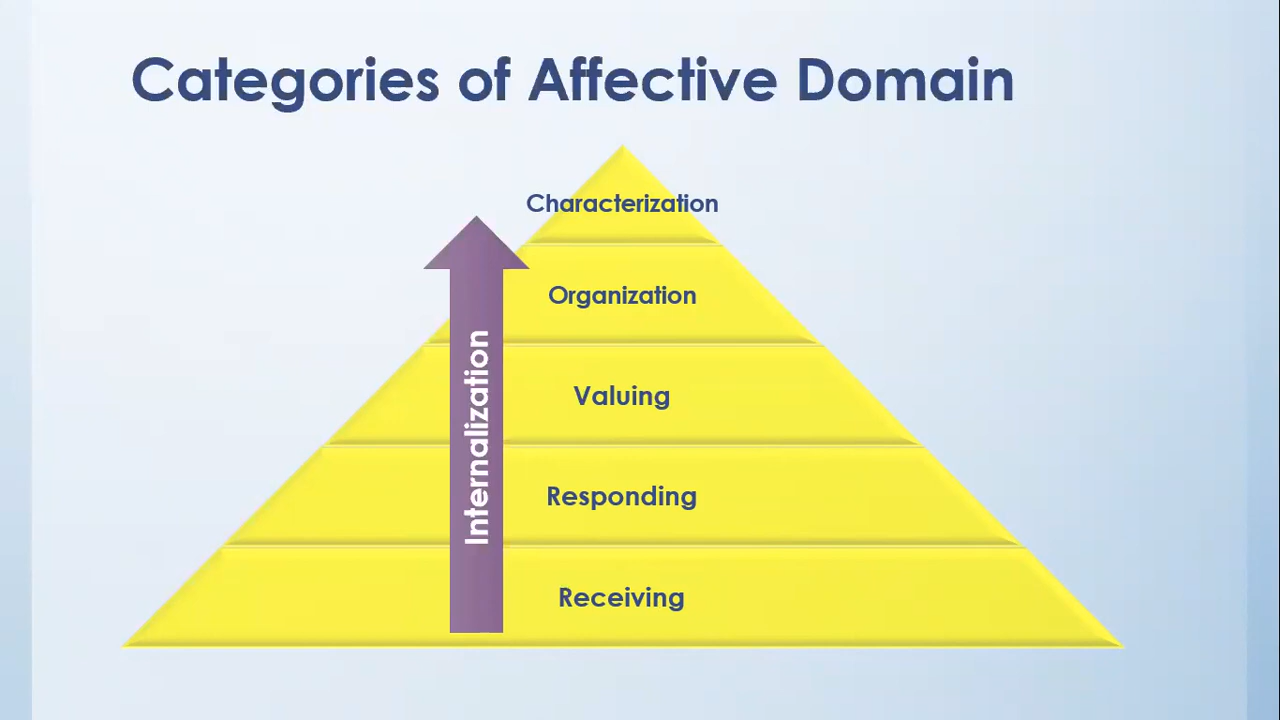 Categories of Affective Domain
Characterization
Organization
Valuing
Responding
Receiving
Internalization